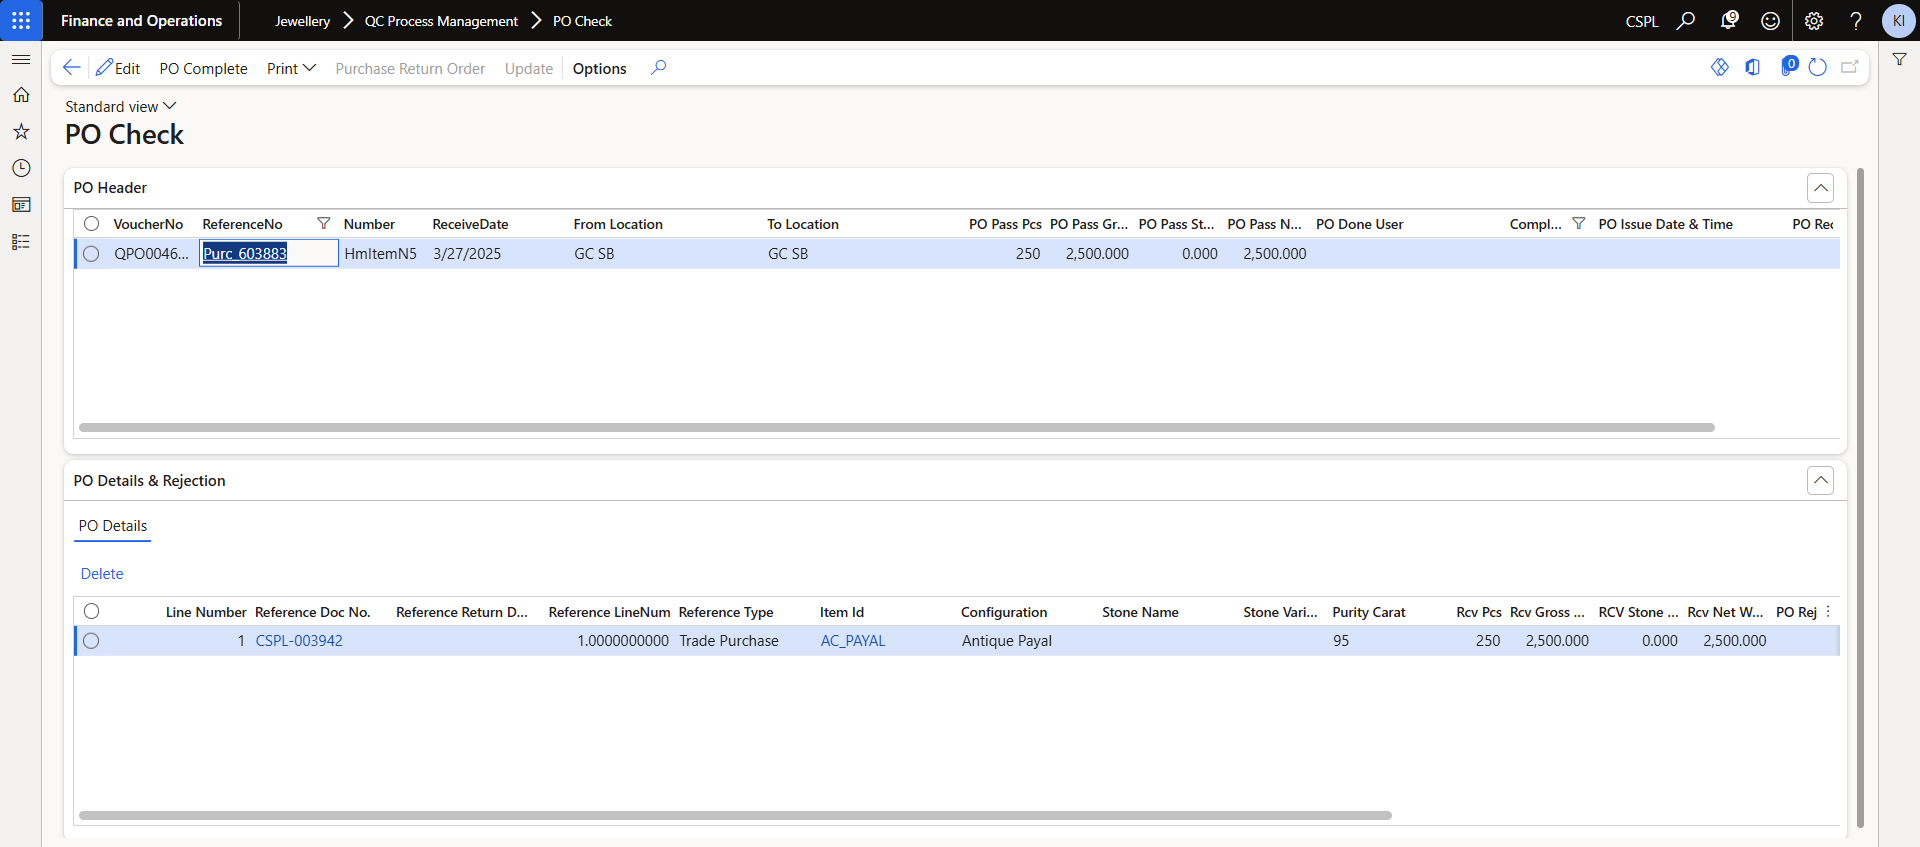 Finance and Operations Jewellery QC Process Management PO Check CSPL 9 ? KI
Edit PO Complete Print Purchase Return Order Update Options 0
Standard view
PO Check
PO Header
VoucherNo ReferenceNo Number ReceiveDate From Location To Location PO Pass Pcs PO Pass Gr... PO Pass St... PO Pass N... PO Done User Compl... PO Issue Date & Time PO Rec
QPO0046... Purc_603883 HmItemN5 3/27/2025 GC SB GC SB 250 2,500.000 0.000 2,500.000
PO Details & Rejection
PO Details
Delete
Line Number Reference Doc No. Reference Return D... Reference LineNum Reference Type Item Id Configuration Stone Name Stone Vari... Purity Carat Rcv Pcs Rcv Gross ... RCV Stone ... Rcv Net W... PO Rej
1 CSPL-003942 1.0000000000 Trade Purchase AC_PAYAL Antique Payal 95 250 2,500.000 0.000 2,500.000